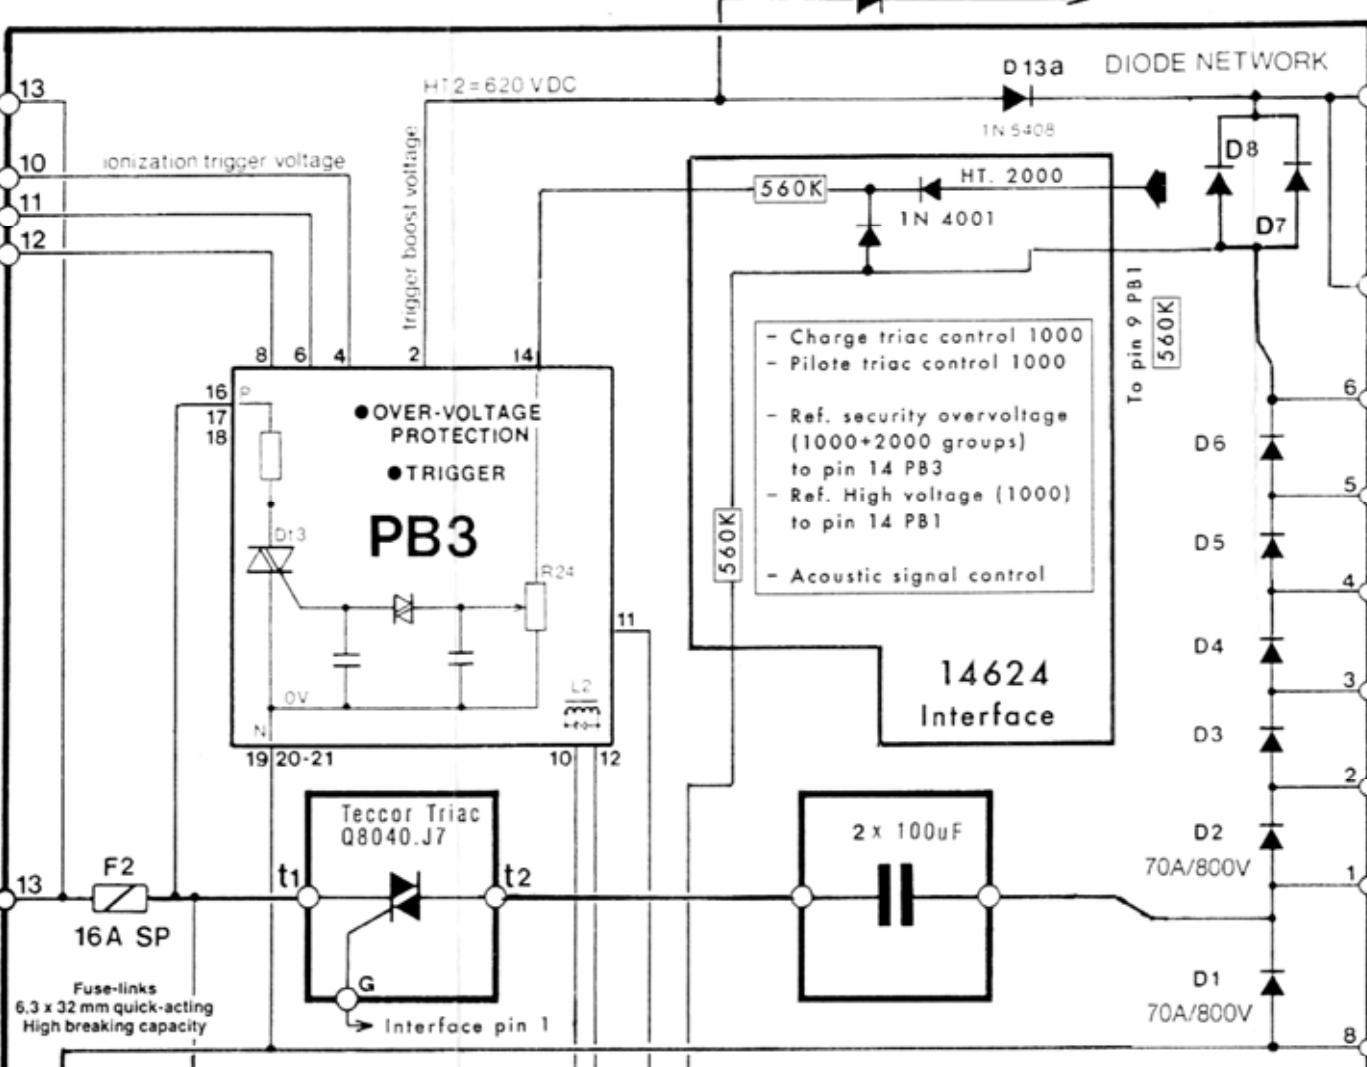 D13a
DIODE NETWORK
13
HT2=620 VDC
1N 5408
10
ionization trigger voltage
trigger boost voltage
D8
560K
HT. 2000
11
1N 4001
D7
12
To pin 9 PB1
560K
8
6
4
2
14
- Charge triac control 1000
- Pilote triac control 1000
- Ref. security overvoltage
(1000+2000 groups)
to pin 14 PB3
- Ref. High voltage (1000)
to pin 14 PB1
- Acoustic signal control
16
P
17
18
●OVER-VOLTAGE
PROTECTION
●TRIGGER
PB3
6
D6
5
560K
Dt3
D5
R24
4
11
D4
14624
Interface
3
L2
0V
N
D3
19
20-21
10
12
2
Teccor Triac
Q8040.J7
2 x 100uF
D2
70A/800V
F2
13
t1
t2
1
16A SP
G
D1
70A/800V
Fuse-links
6,3 x 32 mm quick-acting
High breaking capacity
Interface pin 1
8